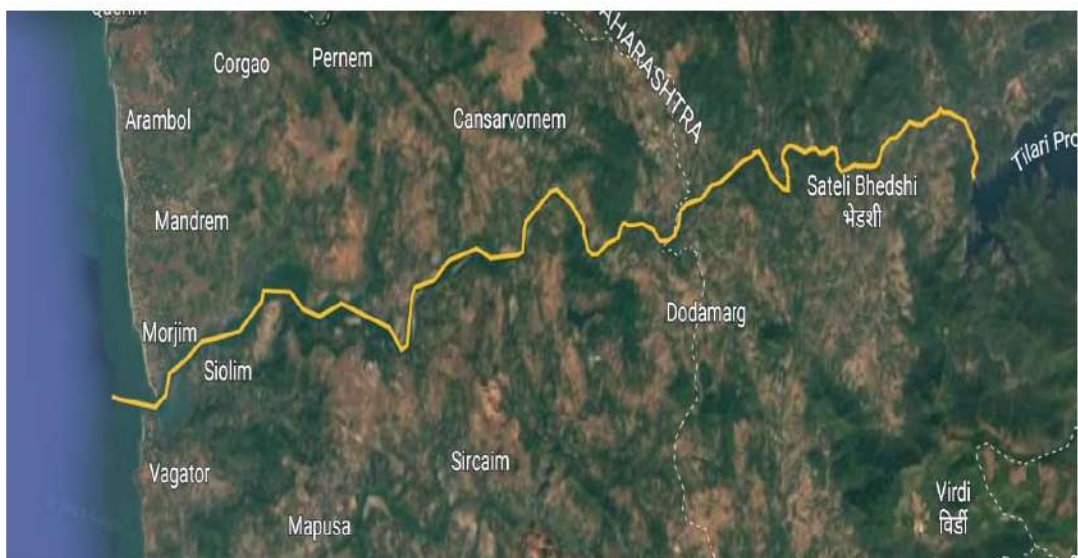 Corgao
Pernem
AHARASHTRA
Arambol
Cansarvornem
Tilari Pro
Sateli Bhedshi
भेडशी
Mandrem
Dodamarg
Morjim
Siolim
Vagator
Sircaim
Virdi
विर्डी
Mapusa